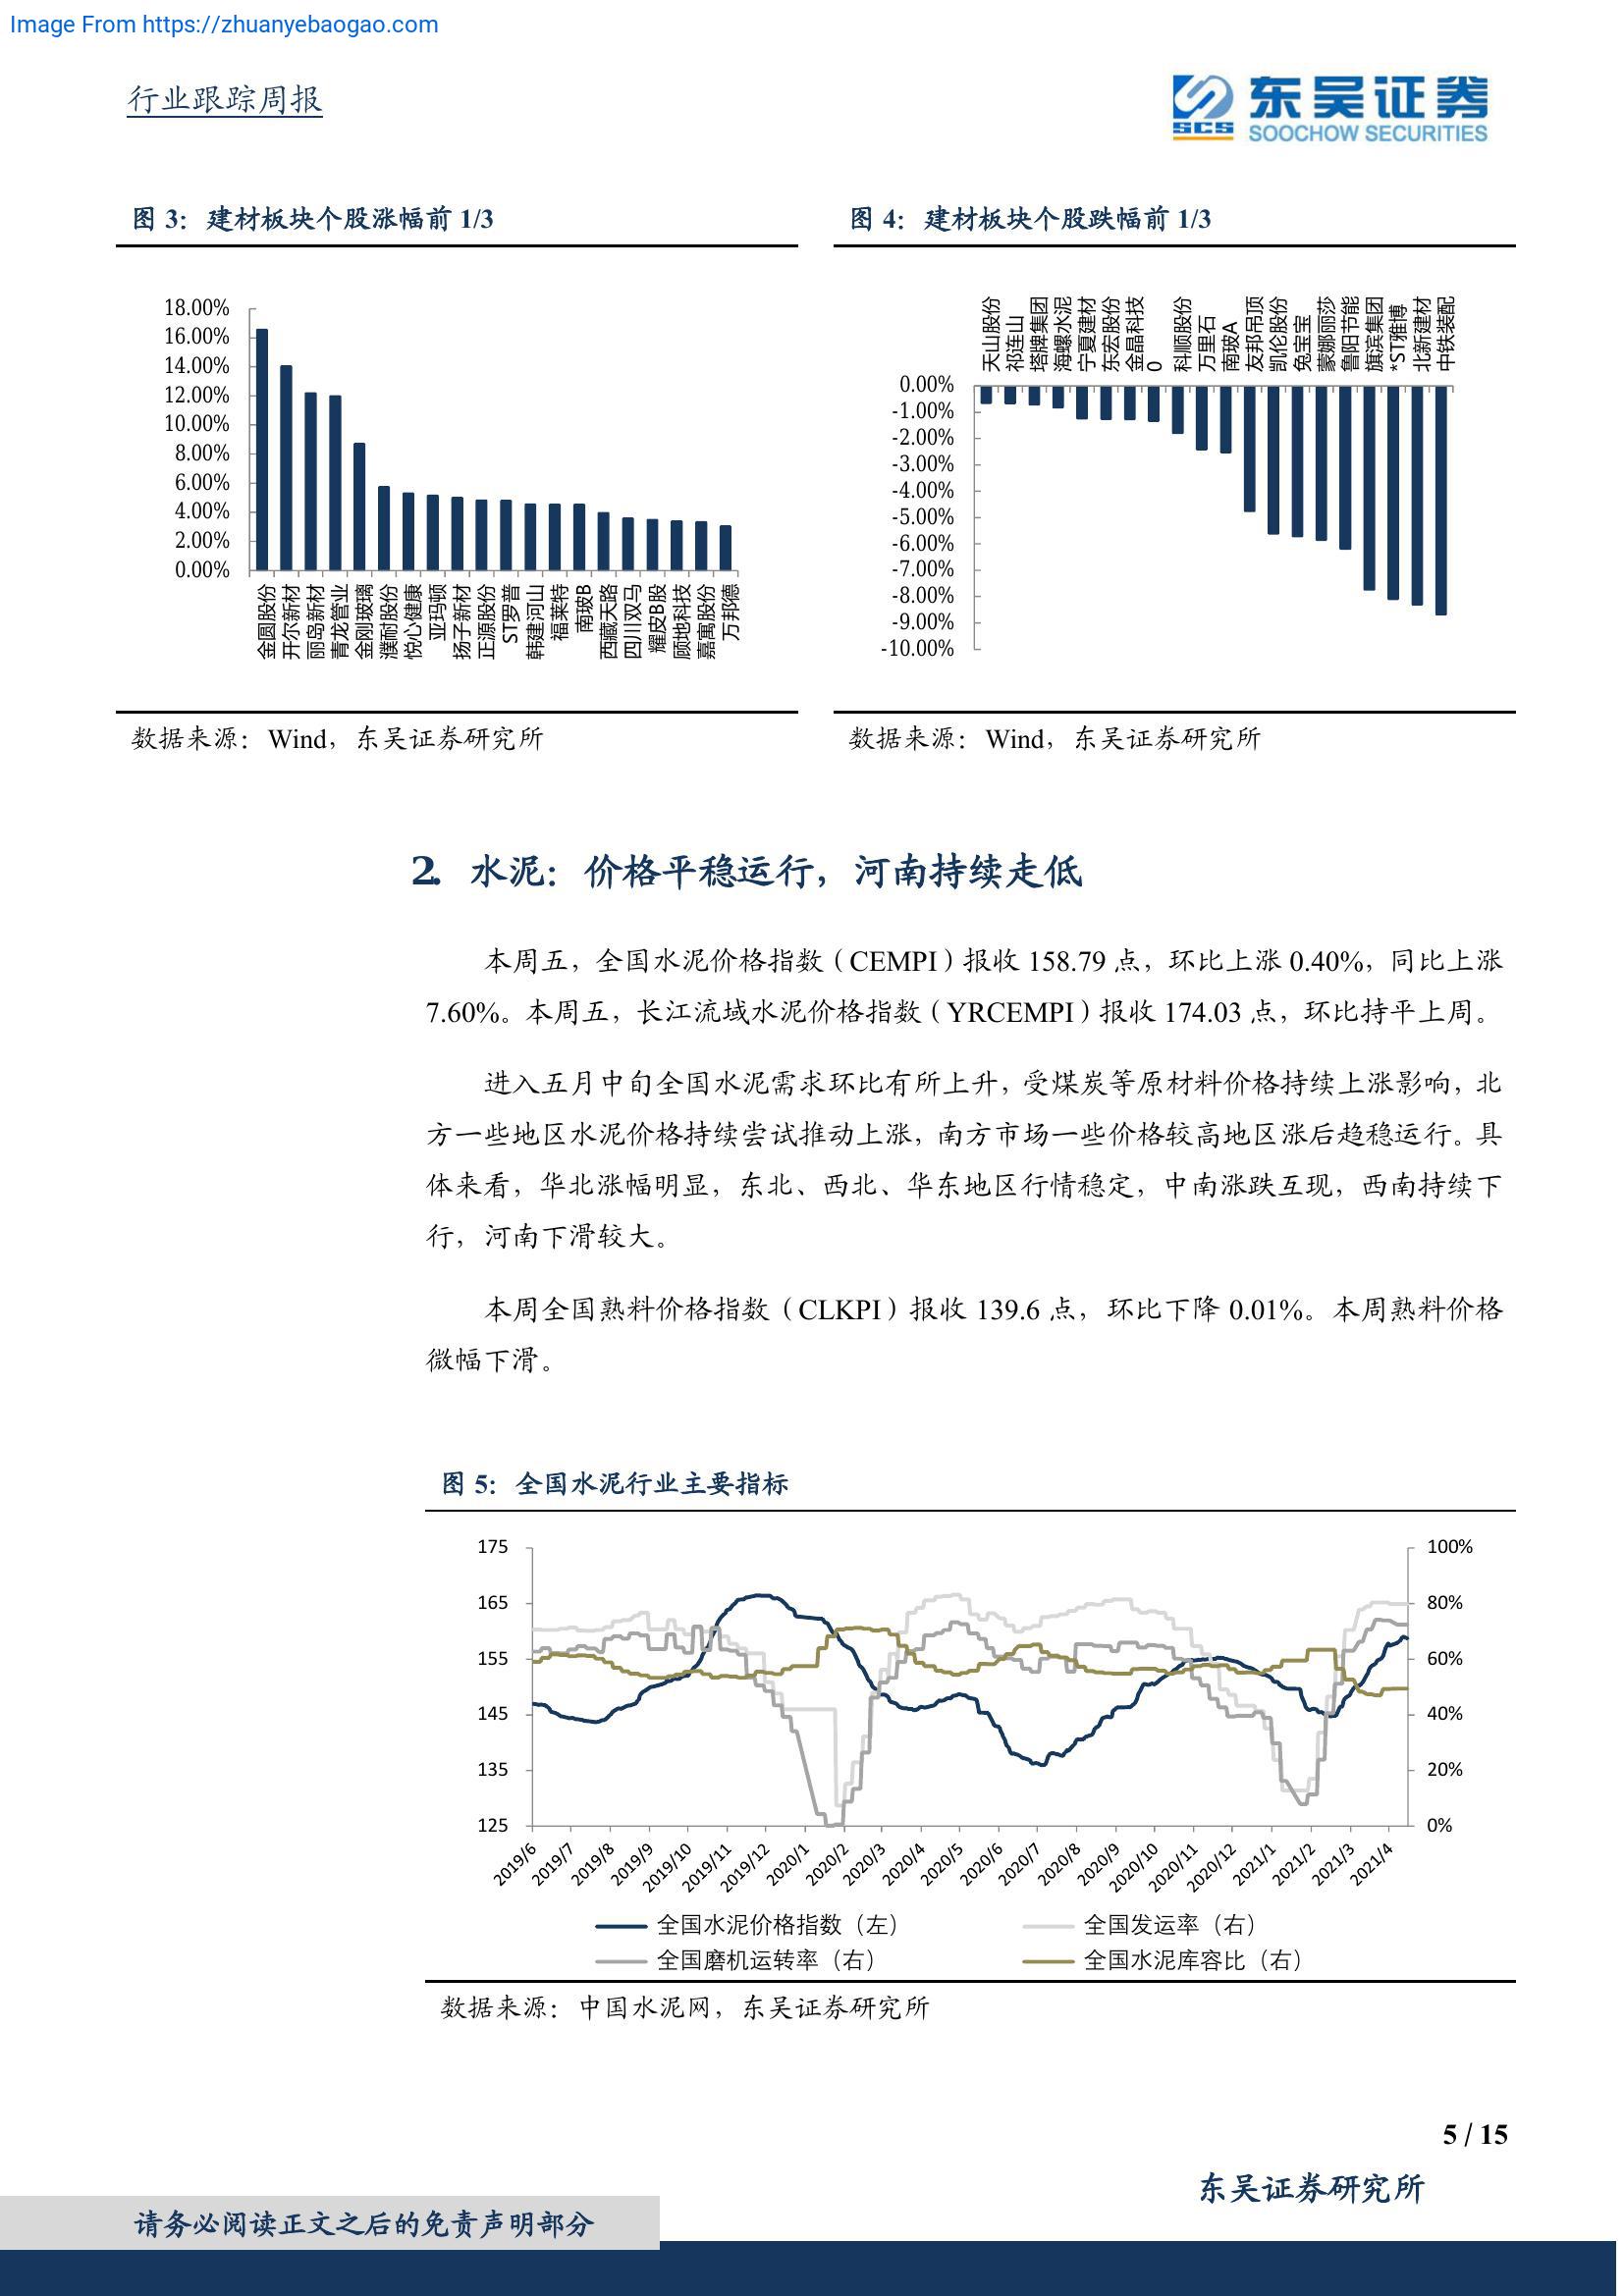 Image From https://zhuanyebaogao.com
行业跟踪周报
东吴证券
SCS
SOOCHOW SECURITIES
图 3：建材板块个股涨幅前 1/3
18.00%
16.00%
14.00%
12.00%
10.00%
8.00%
6.00%
4.00%
2.00%
0.00%
金圆股份
开尔新材
丽岛新材
青龙管业
金刚玻璃
濮耐股份
悦心健康
亚玛顿
扬子新材
正源股份
ST罗普
韩建河山
福莱特
南玻B
西藏天路
四川双马
耀皮B股
顾地科技
嘉寓股份
万邦德
数据来源：Wind，东吴证券研究所
图 4：建材板块个股跌幅前 1/3
天山股份
祁连山
塔牌集团
海螺水泥
宁夏建材
东宏股份
金晶科技
0
科顺股份
万里石
南玻A
友邦吊顶
凯伦股份
兔宝宝
蒙娜丽莎
鲁阳节能
旗滨集团
*ST雅博
北新建材
中铁装配
0.00%
-1.00%
-2.00%
-3.00%
-4.00%
-5.00%
-6.00%
-7.00%
-8.00%
-9.00%
-10.00%
数据来源：Wind，东吴证券研究所
2. 水泥：价格平稳运行，河南持续走低
本周五，全国水泥价格指数（CEMPI）报收 158.79 点，环比上涨 0.40%，同比上涨
7.60%。本周五，长江流域水泥价格指数（YRCEMPI）报收 174.03 点，环比持平上周。
进入五月中旬全国水泥需求环比有所上升，受煤炭等原材料价格持续上涨影响，北
方一些地区水泥价格持续尝试推动上涨，南方市场一些价格较高地区涨后趋稳运行。具
体来看，华北涨幅明显，东北、西北、华东地区行情稳定，中南涨跌互现，西南持续下
行，河南下滑较大。
本周全国熟料价格指数（CLKPI）报收 139.6 点，环比下降 0.01%。本周熟料价格
微幅下滑。
图 5：全国水泥行业主要指标
175
165
155
145
135
125
100%
80%
60%
40%
20%
0%
2019/6
2019/7
2019/8
2019/9
2019/10
2019/11
2019/12
2020/1
2020/2
2020/3
2020/4
2020/5
2020/6
2020/7
2020/8
2020/9
2020/10
2020/11
2020/12
2021/1
2021/2
2021/3
2021/4
全国水泥价格指数（左）
全国发运率（右）
全国磨机运转率（右）
全国水泥库容比（右）
数据来源：中国水泥网，东吴证券研究所
5 / 15
东吴证券研究所
请务必阅读正文之后的免责声明部分